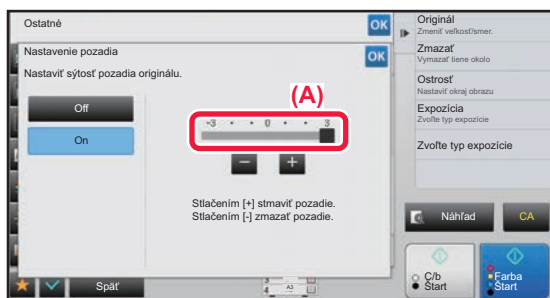 Ostatné
OK
Nastavenie pozadia
OK
Nastaviť sýtosť pozadia originálu.
Off
On
(A)
-3 • • 0 • • 3
− +
Stlačením [+] stmaviť pozadie.
Stlačením [-] zmazať pozadie.
Späť
A3
Originál
Zmeniť veľkosť/smer.
Zmazať
Vymazať tiene okolo
Ostrosť
Nastaviť okraj obrazu
Expozícia
Zvoľte typ expozície
Zvoľte typ expozície
Náhľad
CA
Č/b
Štart
Farba
Štart